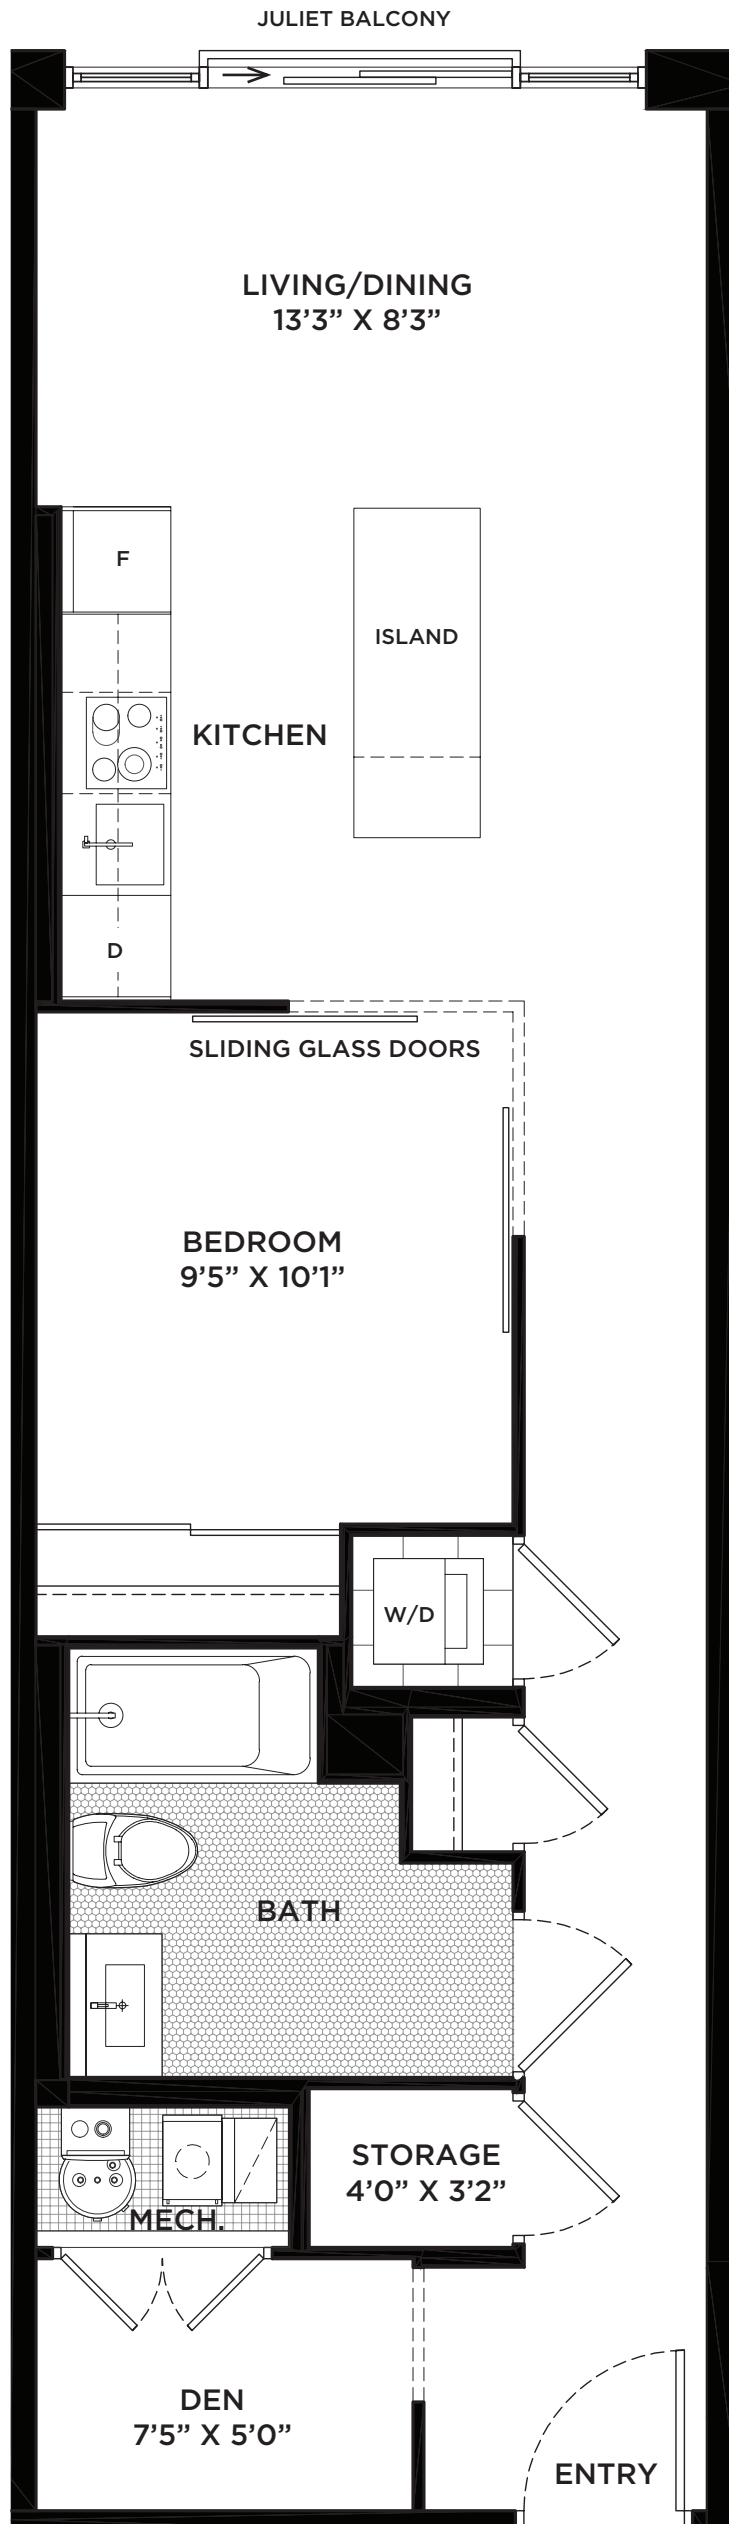 JULIET BALCONY
LIVING/DINING
13’3” X 8’3”
F
ISLAND
KITCHEN
D
SLIDING GLASS DOORS
BEDROOM
9’5” X 10’1”
W/D
BATH
STORAGE
4’0” X 3’2”
MECH.
DEN
7’5” X 5’0”
ENTRY